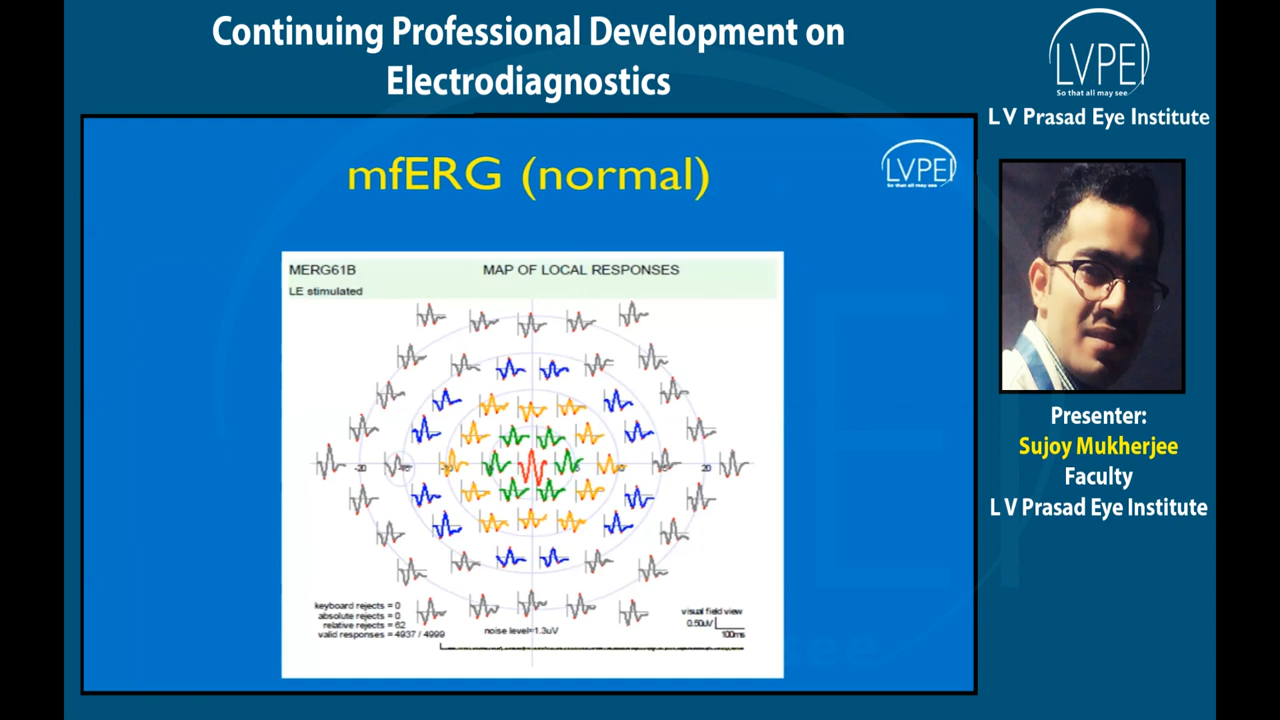 Continuing Professional Development on
Electrodiagnostics
LVPEI
So that all may see
L V Prasad Eye Institute
mfERG (normal)
LVPEI
So that all may see
MERG61B
MAP OF LOCAL RESPONSES
LE stimulated
-20
20
keyboard rejects = 0
absolute rejects = 0
relative rejects = 62
valid responses = 4937 / 4999
noise level=1.3uV
visual field view
0.50uV
100ms
see
Presenter:
Sujoy Mukherjee
Faculty
L V Prasad Eye Institute